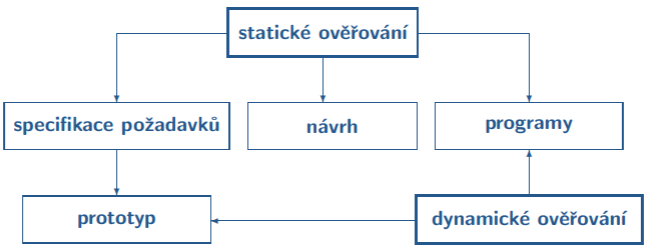 statické ověřování
specifikace požadavků
návrh
programy
prototyp
dynamické ověřování